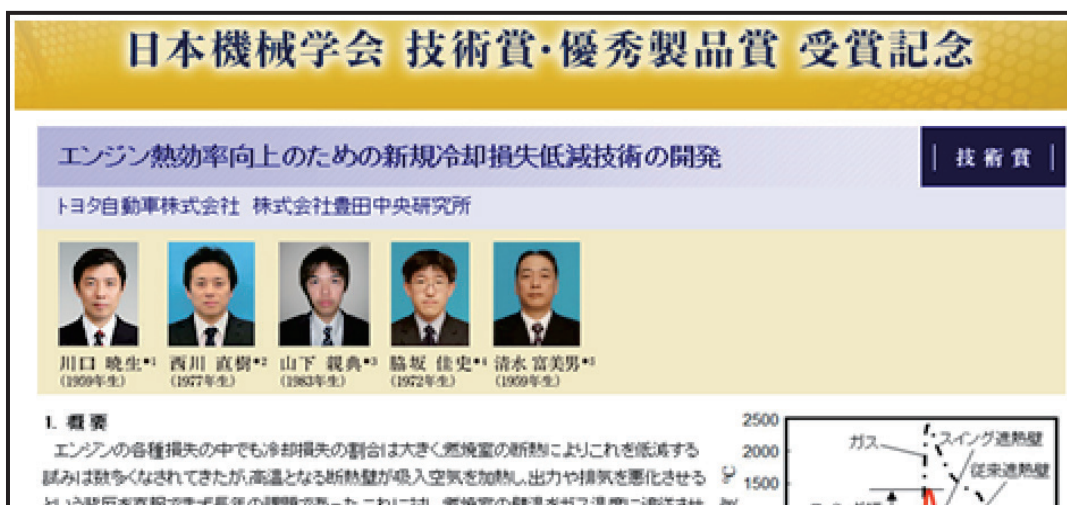 日本機械学会 技術賞・優秀製品賞 受賞記念
エンジン熱効率向上のための新規冷却損失低減技術の開発
技術賞
トヨタ自動車株式会社 株式会社豊田中央研究所
川口 暁生*1 西川 直樹*2 山下 親典*3 脇坂 佳史*4 清水 富美男*5
(1959年生) (1977年生) (1983年生) (1972年生) (1959年生)
1. 概要
エンジンの各種損失の中でも冷却損失の割合は大きく、燃焼室の断熱によりこれを低減する
試みは数多くなされてきたが、高温となる断熱壁が吸入空気を加熱し、出力や排気を悪化させる
2500
2000
1500
ガス
スイング遮熱壁
従来遮熱壁